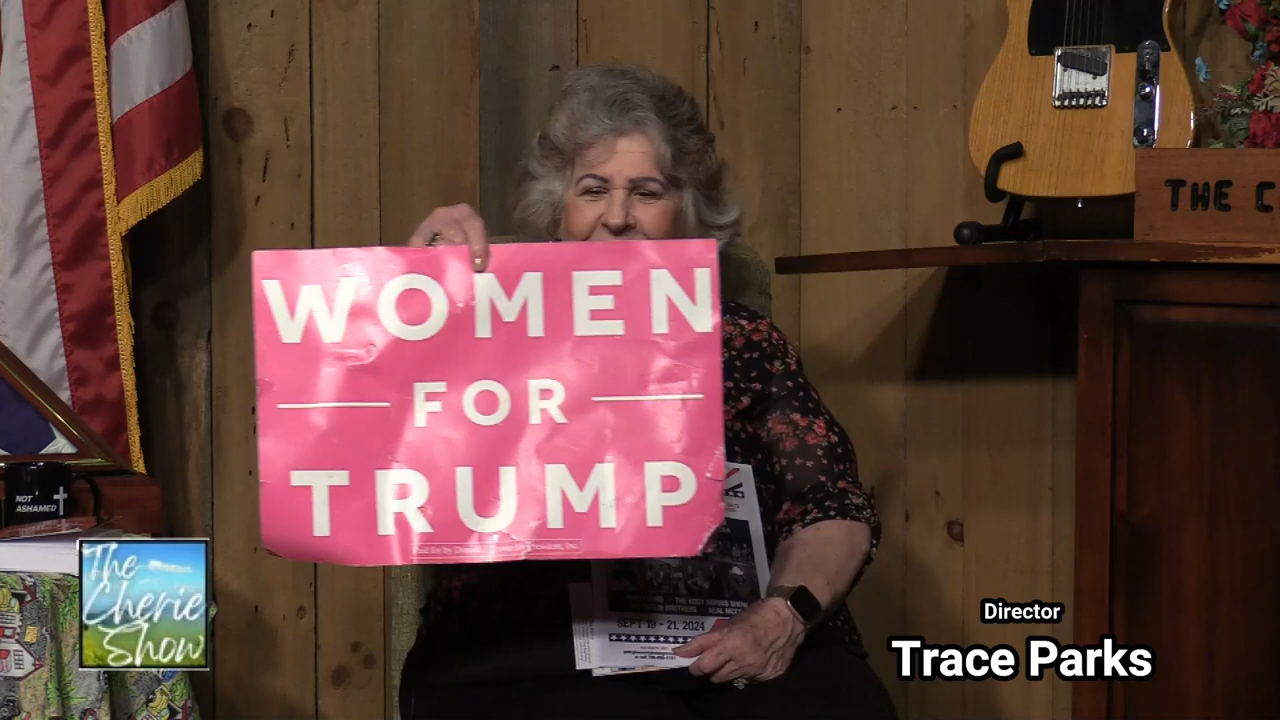 WOMEN
FOR
TRUMP
THE C
NOT
ASHAMED
SEPT 19 - 21, 2024
The
Cherie
Show
Director
Trace Parks